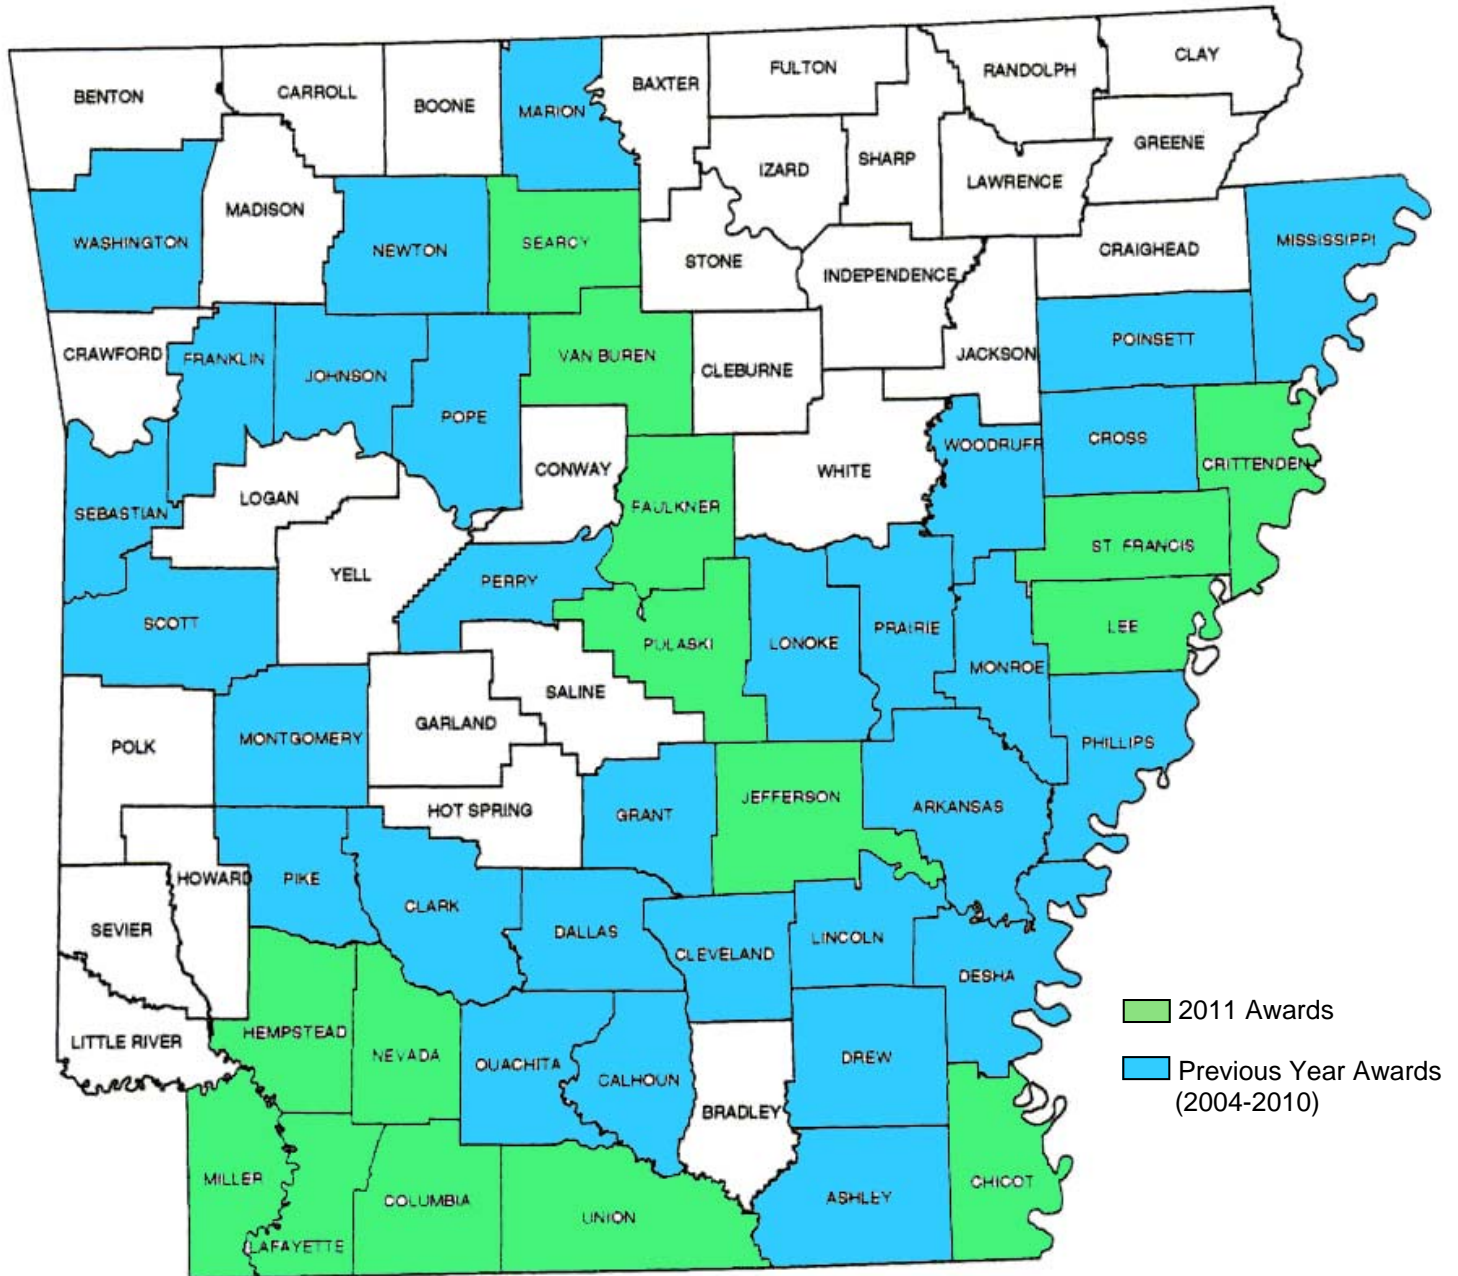 CLAY
FULTON
RANDOLPH
BAXTER
CARROLL
BENTON
BOONE
MARION
GREENE
SHARP
IZARD
LAWRENCE
MADISON
WASHINGTON
NEWTON
SEARCY
STONE
INDEPENDENCE
CRAIGHEAD
MISSISSIPPI
CRAWFORD
FRANKLIN
JOHNSON
POPE
VAN BUREN
CLEBURNE
JACKSON
POINSETT
CONWAY
WHITE
WOODRUFF
CROSS
CRITTENDEN
SEBASTIAN
LOGAN
FAULKNER
ST. FRANCIS
YELL
PERRY
SCOTT
PULASKI
LONOKE
PRAIRIE
MONROE
LEE
POLK
MONTGOMERY
GARLAND
SALINE
PHILLIPS
HOT SPRING
GRANT
JEFFERSON
ARKANSAS
HOWARD
PIKE
CLARK
SEVIER
DALLAS
CLEVELAND
LINCOLN
DESHA
LITTLE RIVER
HEMPSTEAD
NEVADA
OUACHITA
CALHOUN
BRADLEY
DREW
MILLER
LAFAYETTE
COLUMBIA
UNION
ASHLEY
CHICOT
2011 Awards
Previous Year Awards
(2004-2010)